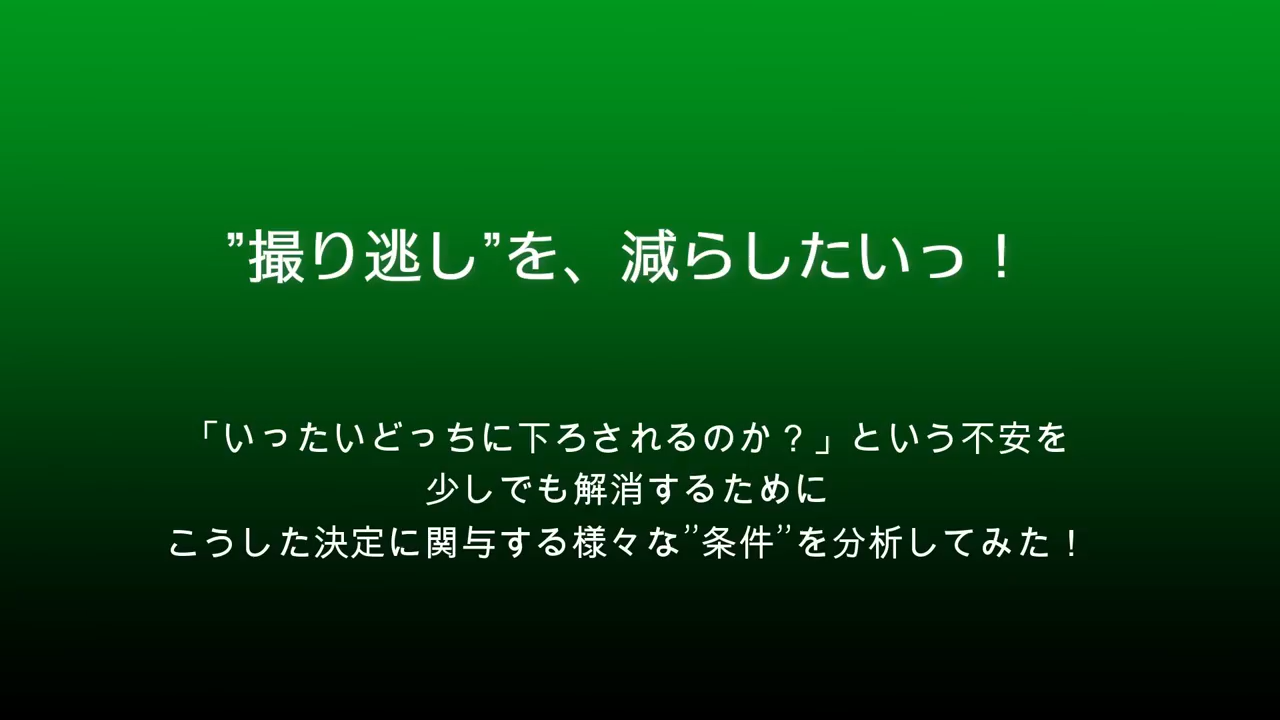 ”撮り逃し”を、減らしたいっ！
「いったいどっちに下ろされるのか？」という不安を
少しでも解消するために
こうした決定に関与する様々な”条件”を分析してみた！